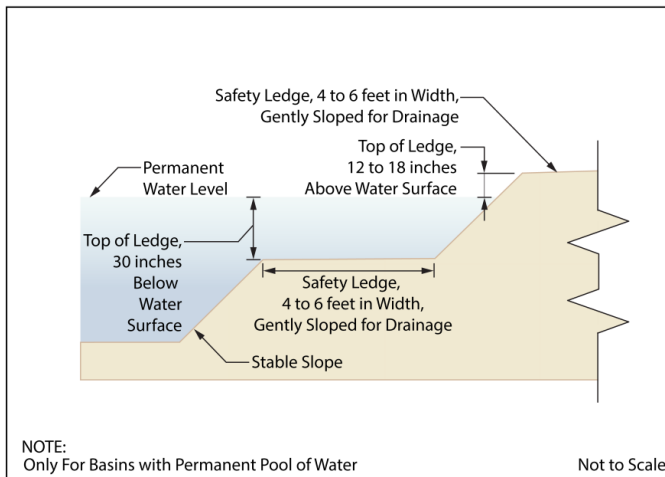 Safety Ledge, 4 to 6 feet in Width,
Gently Sloped for Drainage
Top of Ledge,
12 to 18 inches
Above Water Surface
Permanent
Water Level
Top of Ledge,
30 inches
Below
Water
Surface
Safety Ledge,
4 to 6 feet in Width,
Gently Sloped for Drainage
Stable Slope
NOTE:
Only For Basins with Permanent Pool of Water
Not to Scale